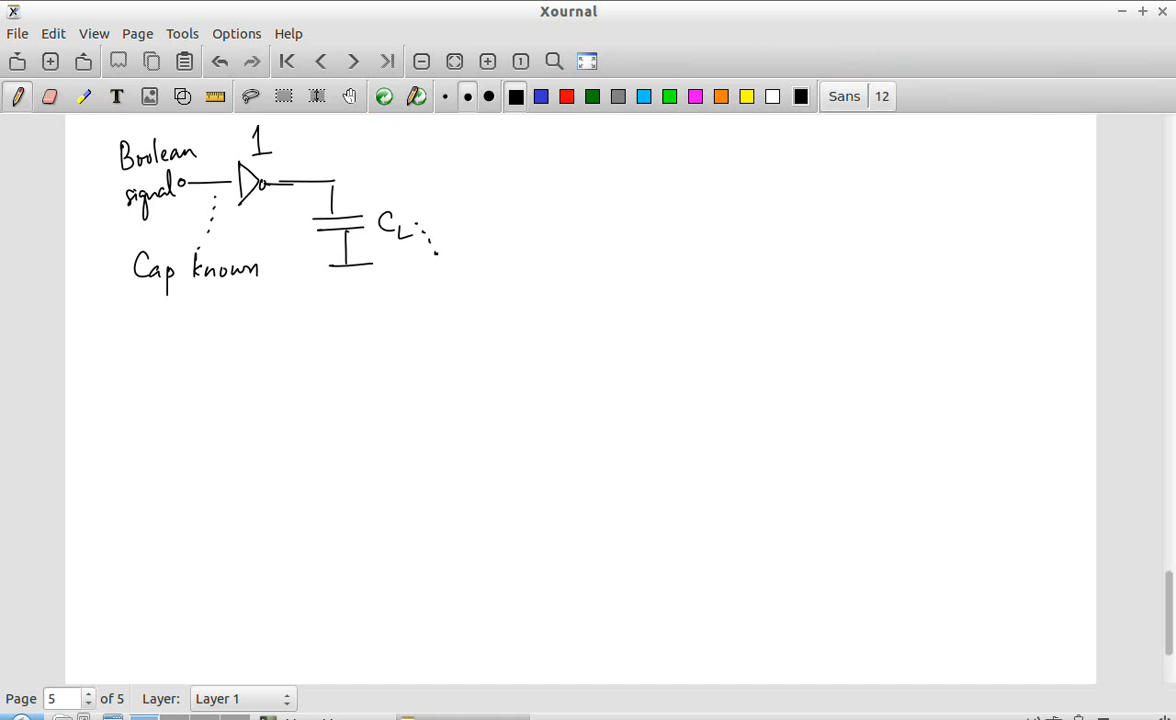 Xournal
File Edit View Page Tools Options Help
Sans 12
1
Boolean
signal
C_L
Cap known
Page 5 of 5 Layer: Layer 1